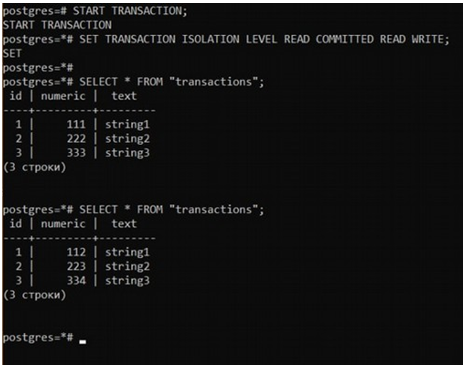 postgres=# START TRANSACTION;
START TRANSACTION
postgres=*# SET TRANSACTION ISOLATION LEVEL READ COMMITTED READ WRITE;
SET
postgres=*#
postgres=*# SELECT * FROM "transactions";
 id | numeric |  text
----+---------+---------
  1 |     111 | string1
  2 |     222 | string2
  3 |     333 | string3
(3 строки)
postgres=*# SELECT * FROM "transactions";
 id | numeric |  text
----+---------+---------
  1 |     112 | string1
  2 |     223 | string2
  3 |     334 | string3
(3 строки)
postgres=*# _